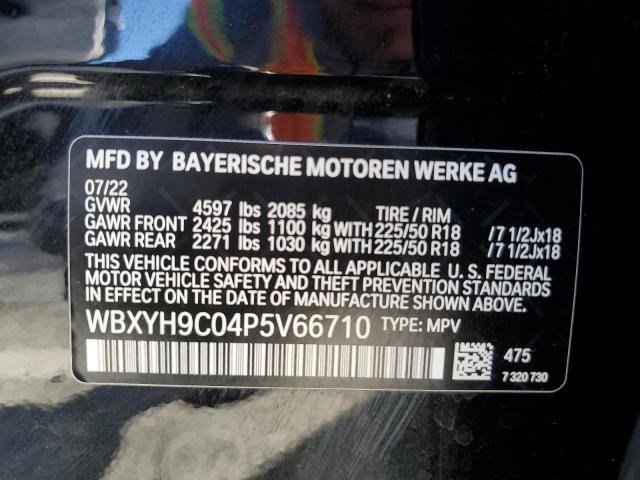 MFD BY BAYERISCHE MOTOREN WERKE AG
07/22
GVWR 4597 lbs 2085 kg TIRE / RIM
GAWR FRONT 2425 lbs 1100 kg WITH 225/50 R18 /7 1/2Jx18
GAWR REAR 2271 lbs 1030 kg WITH 225/50 R18 /7 1/2Jx18
THIS VEHICLE CONFORMS TO ALL APPLICABLE U. S. FEDERAL
MOTOR VEHICLE SAFETY AND THEFT PREVENTION STANDARDS
IN EFFECT ON THE DATE OF MANUFACTURE SHOWN ABOVE.
WBXYH9C04P5V66710 TYPE: MPV
475
7 320 730